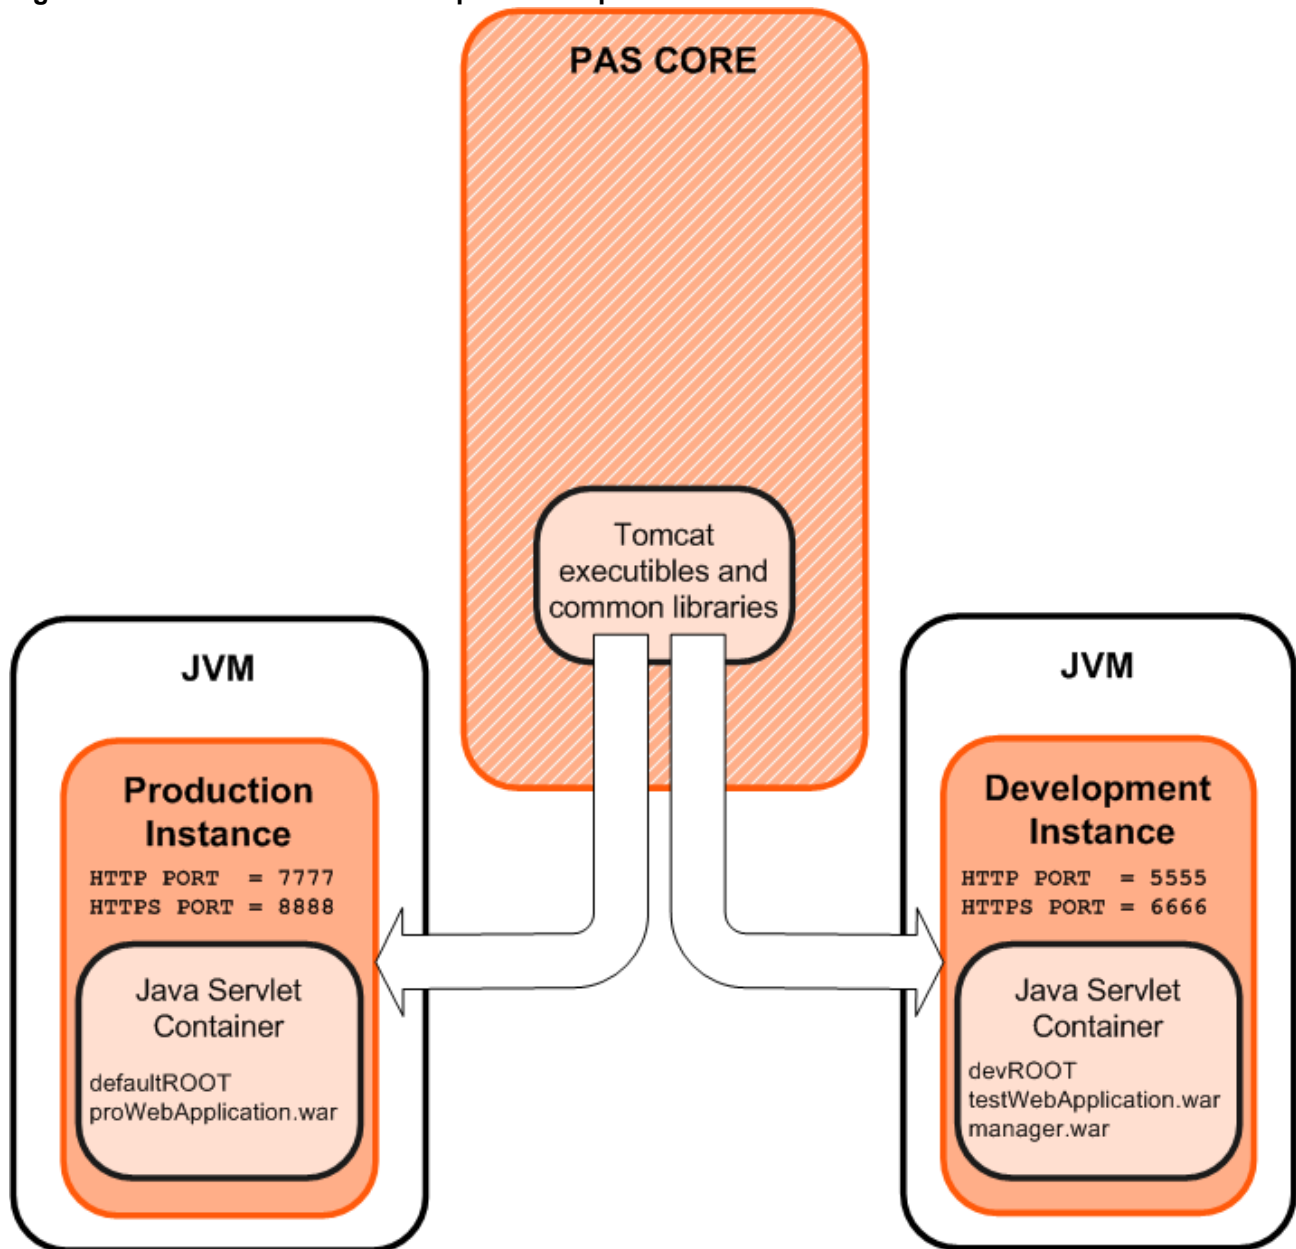 PAS CORE
Tomcat
executibles and
common libraries
JVM
Production
Instance
HTTP PORT = 7777
HTTPS PORT = 8888
Java Servlet
Container
defaultROOT
proWebApplication.war
JVM
Development
Instance
HTTP PORT = 5555
HTTPS PORT = 6666
Java Servlet
Container
devROOT
testWebApplication.war
manager.war